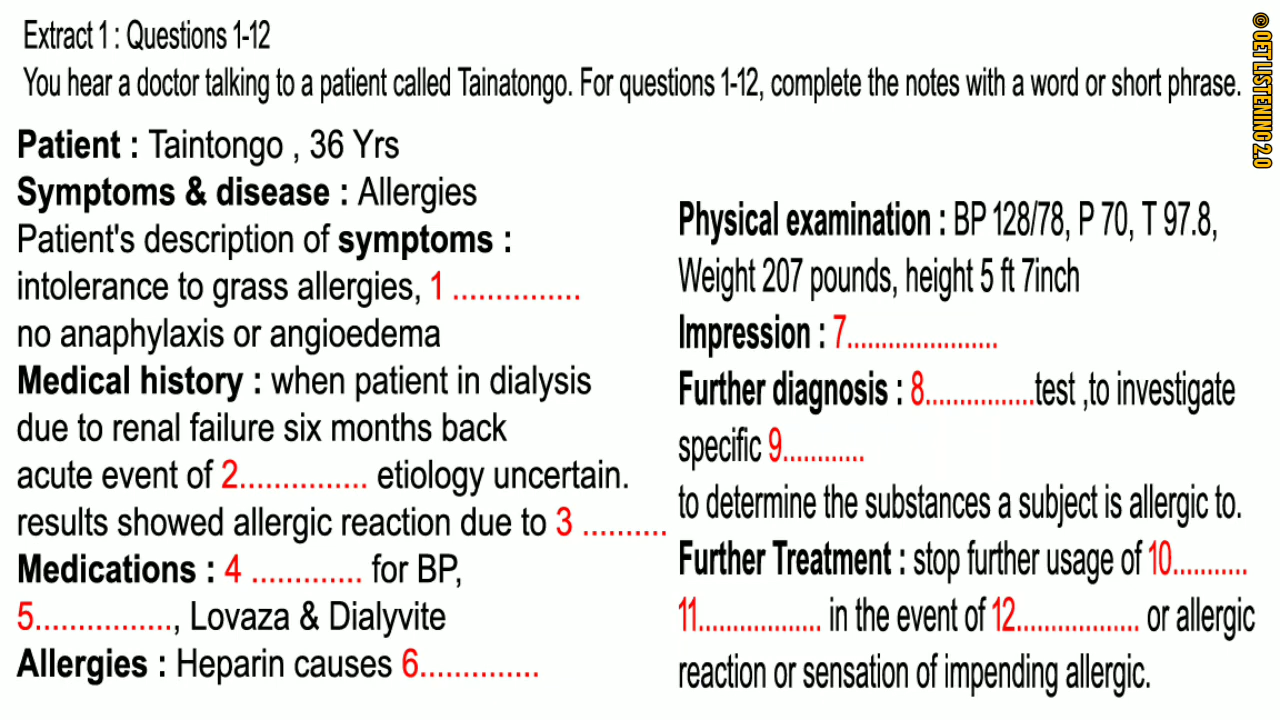 Extract 1 : Questions 1-12
You hear a doctor talking to a patient called Tainatongo. For questions 1-12, complete the notes with a word or short phrase.
Patient : Taintongo , 36 Yrs
Symptoms & disease : Allergies
Patient's description of symptoms :
intolerance to grass allergies, 1 ...............
no anaphylaxis or angioedema
Medical history : when patient in dialysis
due to renal failure six months back
acute event of 2............... etiology uncertain.
results showed allergic reaction due to 3 ..........
Medications : 4 ............. for BP,
5................, Lovaza & Dialyvite
Allergies : Heparin causes 6..............
Physical examination : BP 128/78, P 70, T 97.8,
Weight 207 pounds, height 5 ft 7inch
Impression : 7......................
Further diagnosis : 8................test ,to investigate
specific 9............
to determine the substances a subject is allergic to.
Further Treatment : stop further usage of 10...........
11.................. in the event of 12.................. or allergic
reaction or sensation of impending allergic.
© OET LISTENING 2.0